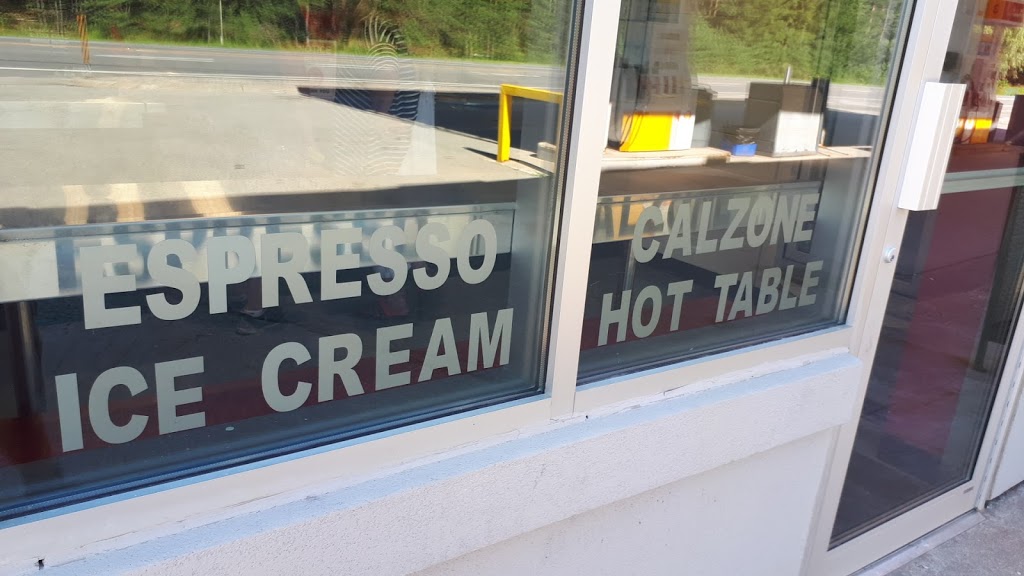 ESPRESSO
ICE CREAM
CALZONE
HOT TABLE